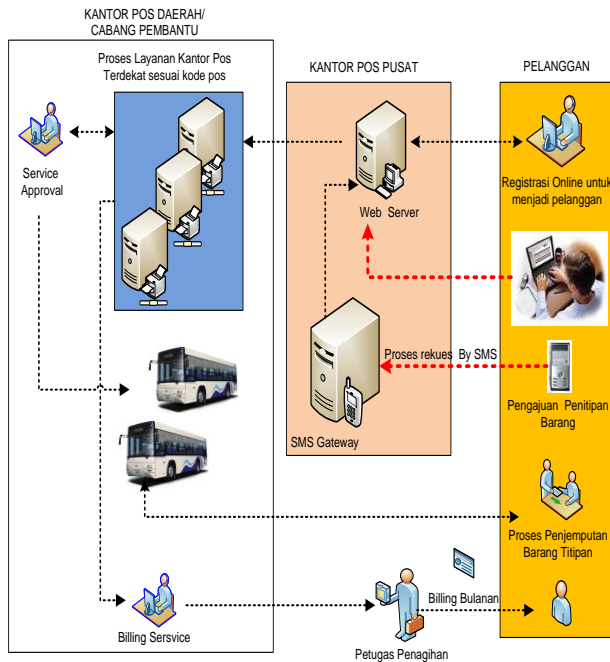 KANTOR POS DAERAH/
CABANG PEMBANTU
Proses Layanan Kantor Pos
Terdekat sesuai kode pos
Service
Approval
Billing Sersvice
KANTOR POS PUSAT
Web Server
Proses rekues By SMS
SMS Gateway
PELANGGAN
Registrasi Online untuk
menjadi pelanggan
Pengajuan Penitipan
Barang
Proses Penjemputan
Barang Titipan
Billing Bulanan
Petugas Penagihan